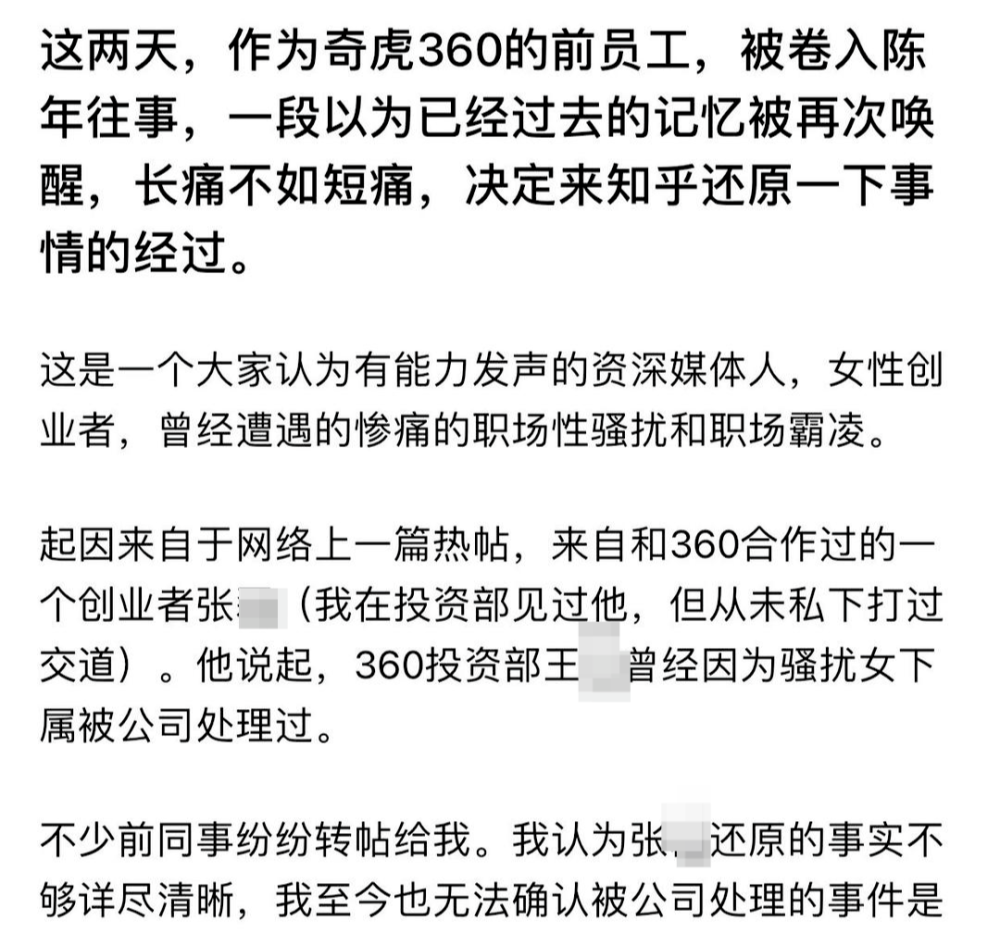 这两天，作为奇虎360的前员工，被卷入陈
年往事，一段以为已经过去的记忆被再次唤
醒，长痛不如短痛，决定来知乎还原一下事
情的经过。
这是一个大家认为有能力发声的资深媒体人，女性创
业者，曾经遭遇的惨痛的职场性骚扰和职场霸凌。
起因来自于网络上一篇热帖，来自和360合作过的一
个创业者张（我在投资部见过他，但从未私下打过
交道）。他说起，360投资部王曾经因为骚扰女下
属被公司处理过。
不少前同事纷纷转帖给我。我认为张还原的事实不
够详尽清晰，我至今也无法确认被公司处理的事件是